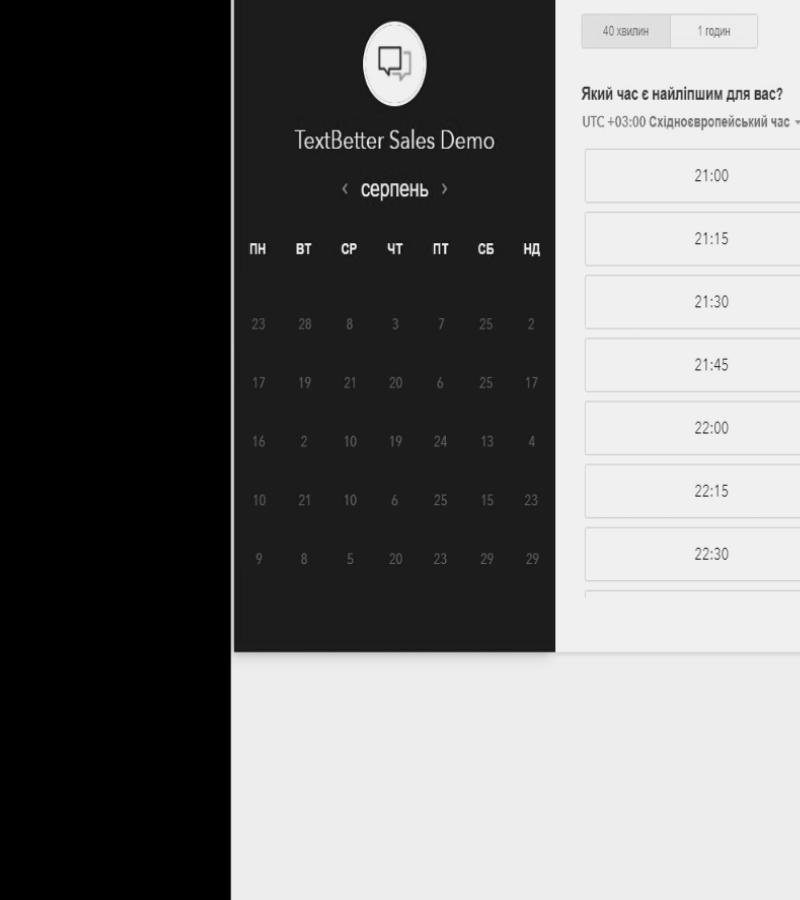 TextBetter Sales Demo
серпень
ПН ВТ СР ЧТ ПТ СБ НД
23 28 8 3 7 25 2
17 19 21 20 6 25 17
16 2 10 19 24 13 4
10 21 10 6 25 15 23
9 8 5 20 23 29 29
40 хвилин 1 годин
Який час є найліпшим для вас?
UTC +03:00 Східноєвропейський час
21:00
21:15
21:30
21:45
22:00
22:15
22:30